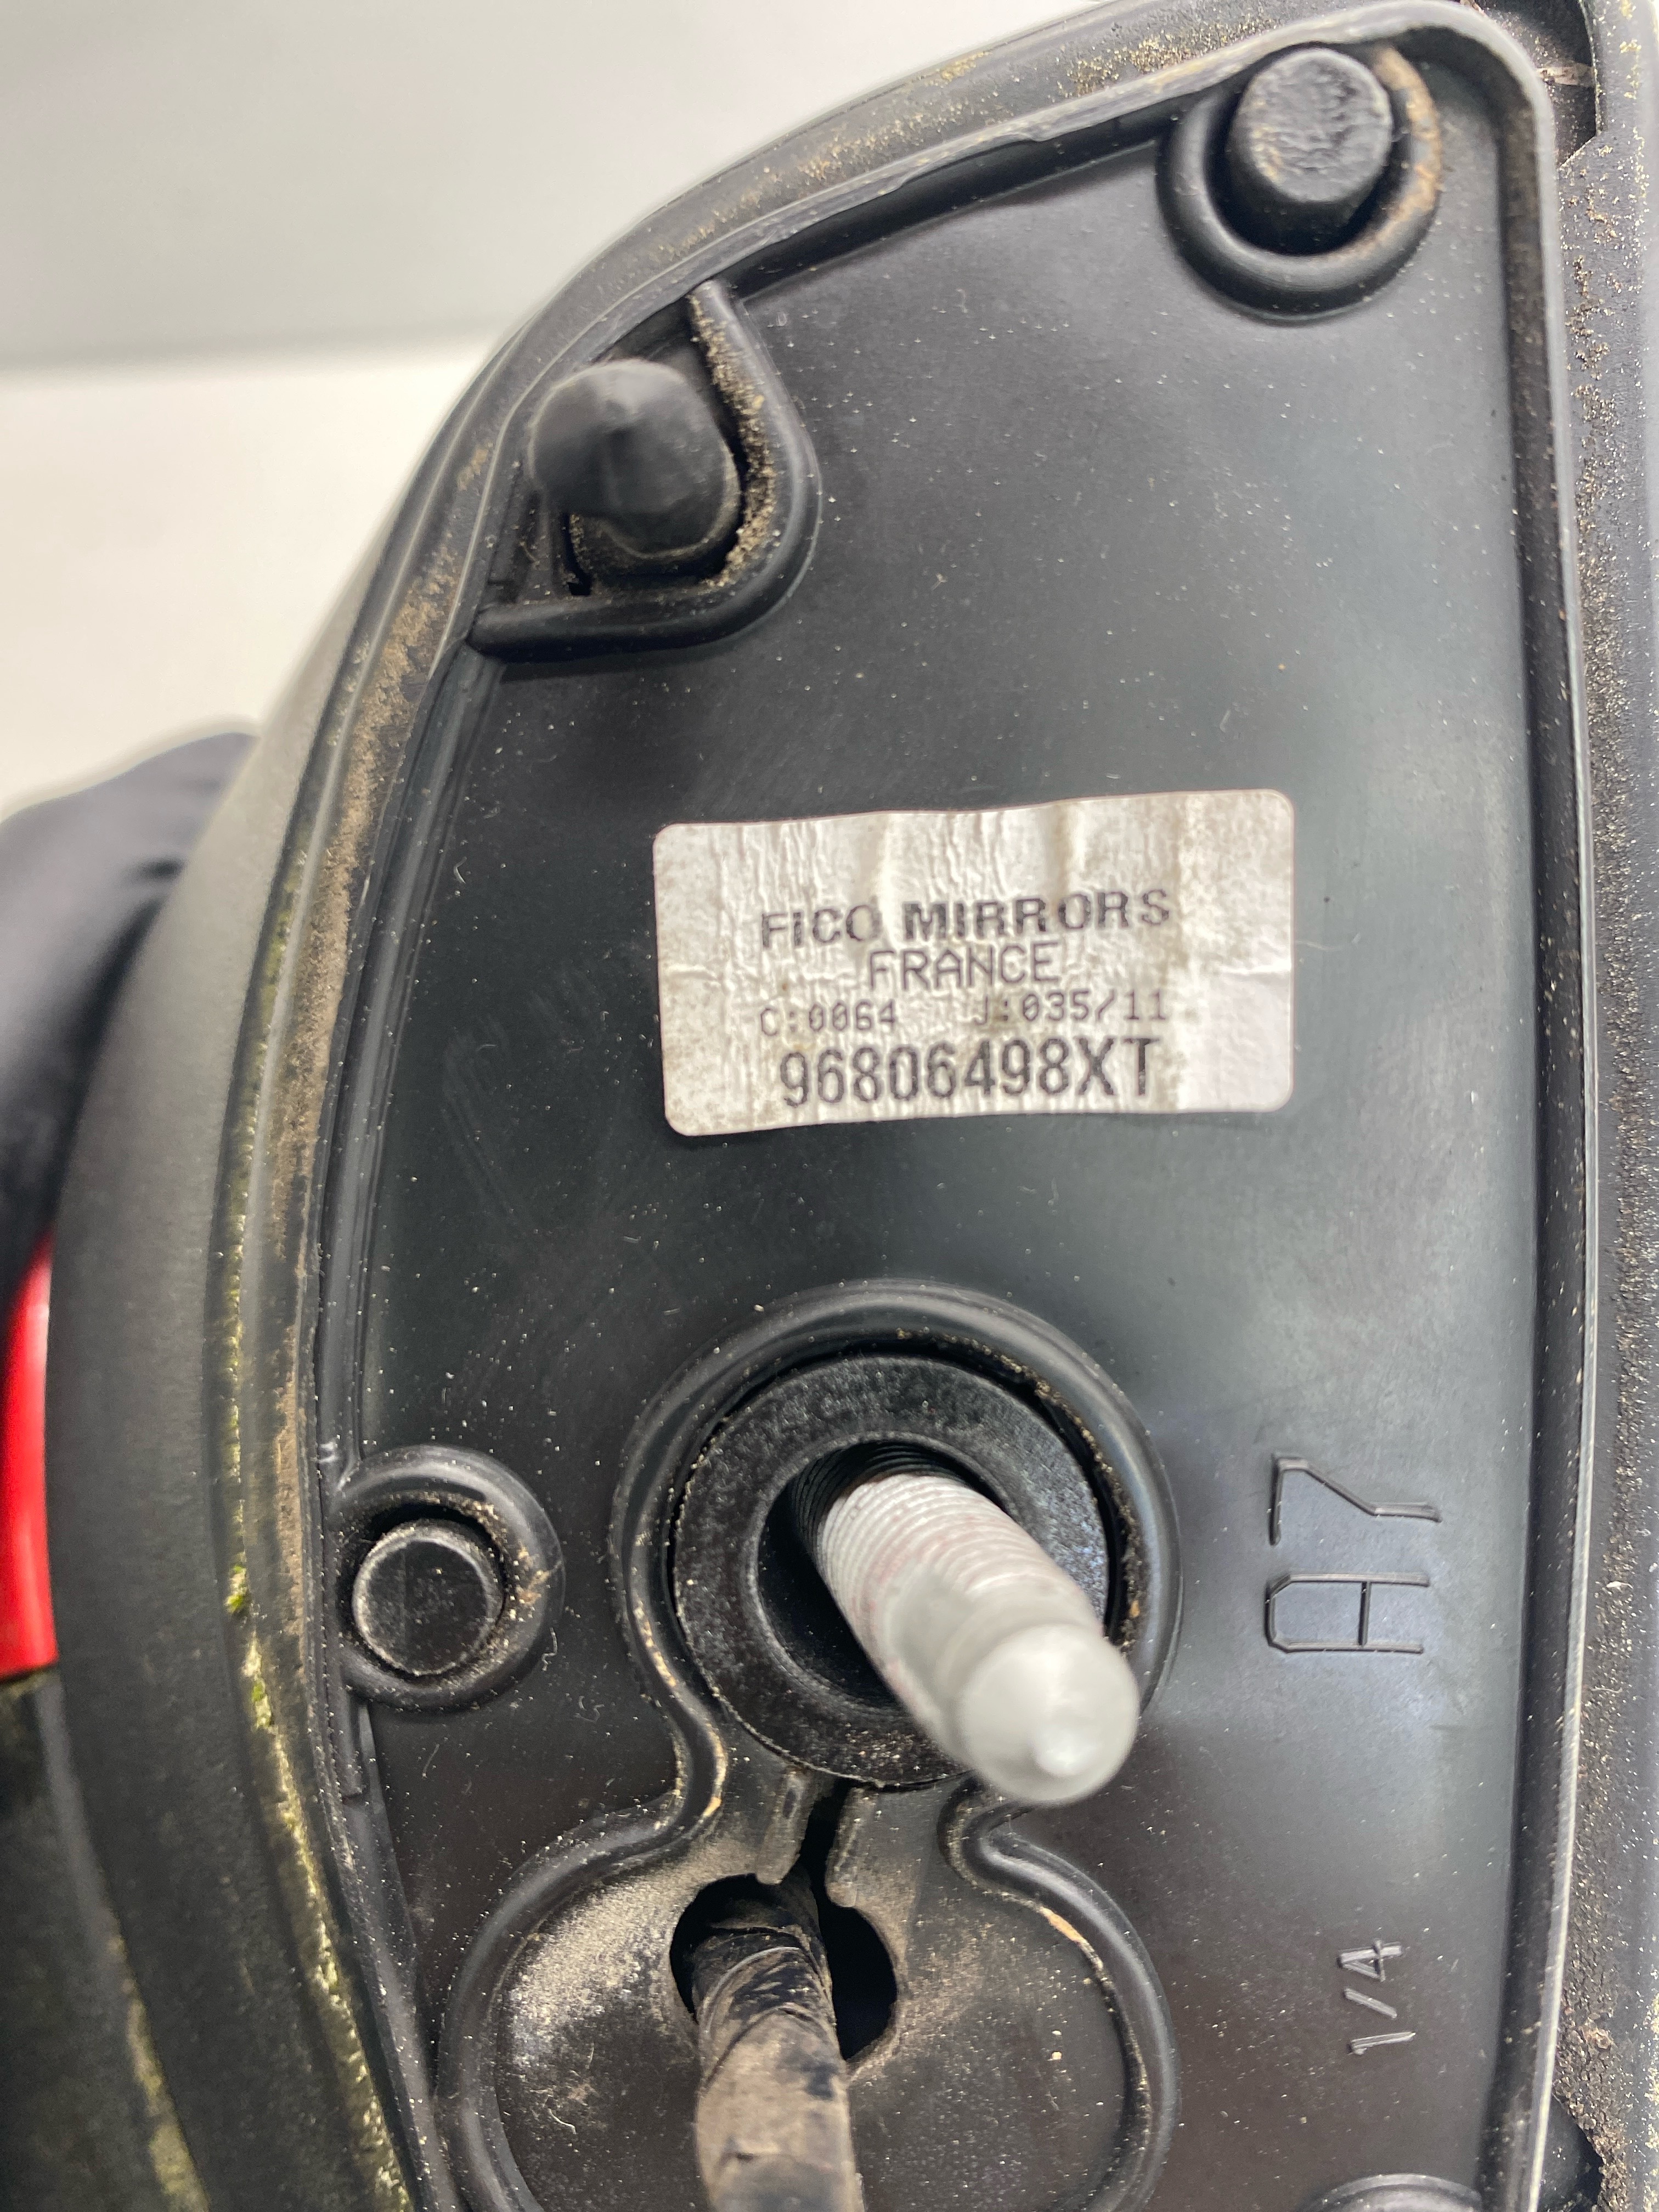 FICO MIRRORS
FRANCE
C:0064 J:035/11
96806498XT
A7
1/4